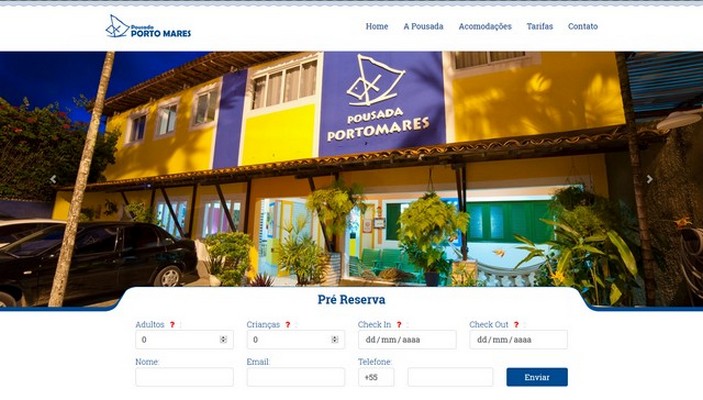 Pousada
PORTO MARES
Home A Pousada Acomodações Tarifas Contato
POUSADA
PORTOMARES
Pré Reserva
Adultos ? : Crianças ? : Check In ? : Check Out ? :
0 0 dd / mm / aaaa dd / mm / aaaa
Nome: Email: Telefone:
+55 Enviar